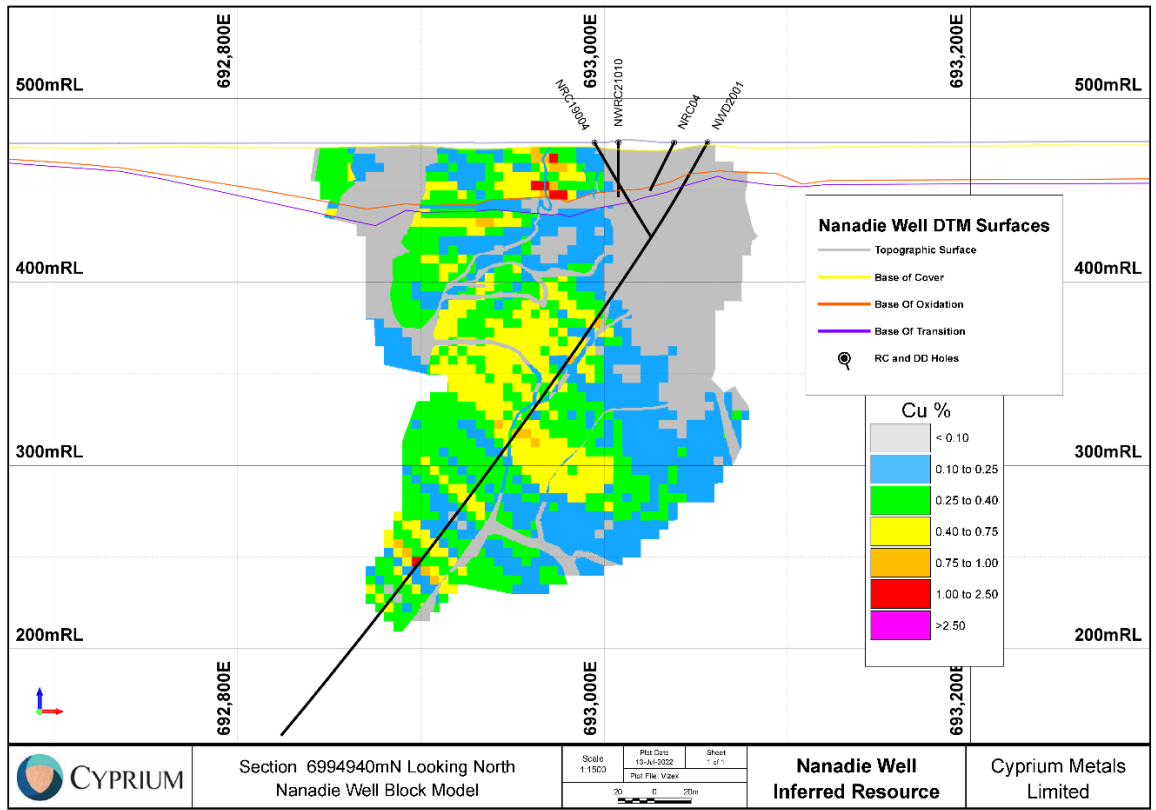 692,800E
693,000E
693,200E
500mRL
500mRL
NRC19004
NWRC21010
NRC04
NWD2001
Nanadie Well DTM Surfaces
Topographic Surface
Base of Cover
Base Of Oxidation
Base Of Transition
RC and DD Holes
400mRL
400mRL
Cu %
< 0.10
0.10 to 0.25
0.25 to 0.40
0.40 to 0.75
0.75 to 1.00
1.00 to 2.50
>2.50
300mRL
300mRL
200mRL
200mRL
692,800E
693,000E
693,200E
CYPRIUM
Section 6994940mN Looking North
Nanadie Well Block Model
Scale
1:1500
Plot Date
13-Jul-2022
Sheet
1 of 1
Plot File: Vizex
20 0 20m
Nanadie Well
Inferred Resource
Cyprium Metals
Limited